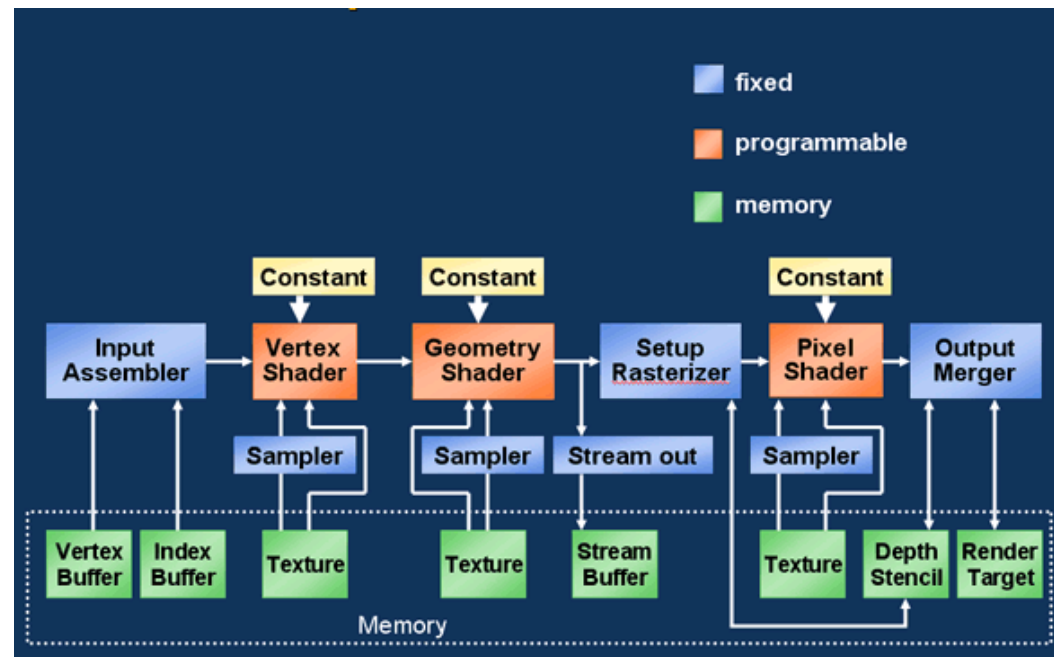 fixed
programmable
memory
Constant
Constant
Constant
Input
Assembler
Vertex
Shader
Geometry
Shader
Setup
Rasterizer
Pixel
Shader
Output
Merger
Sampler
Sampler
Stream out
Sampler
Vertex
Buffer
Index
Buffer
Texture
Texture
Stream
Buffer
Texture
Depth
Stencil
Render
Target
Memory